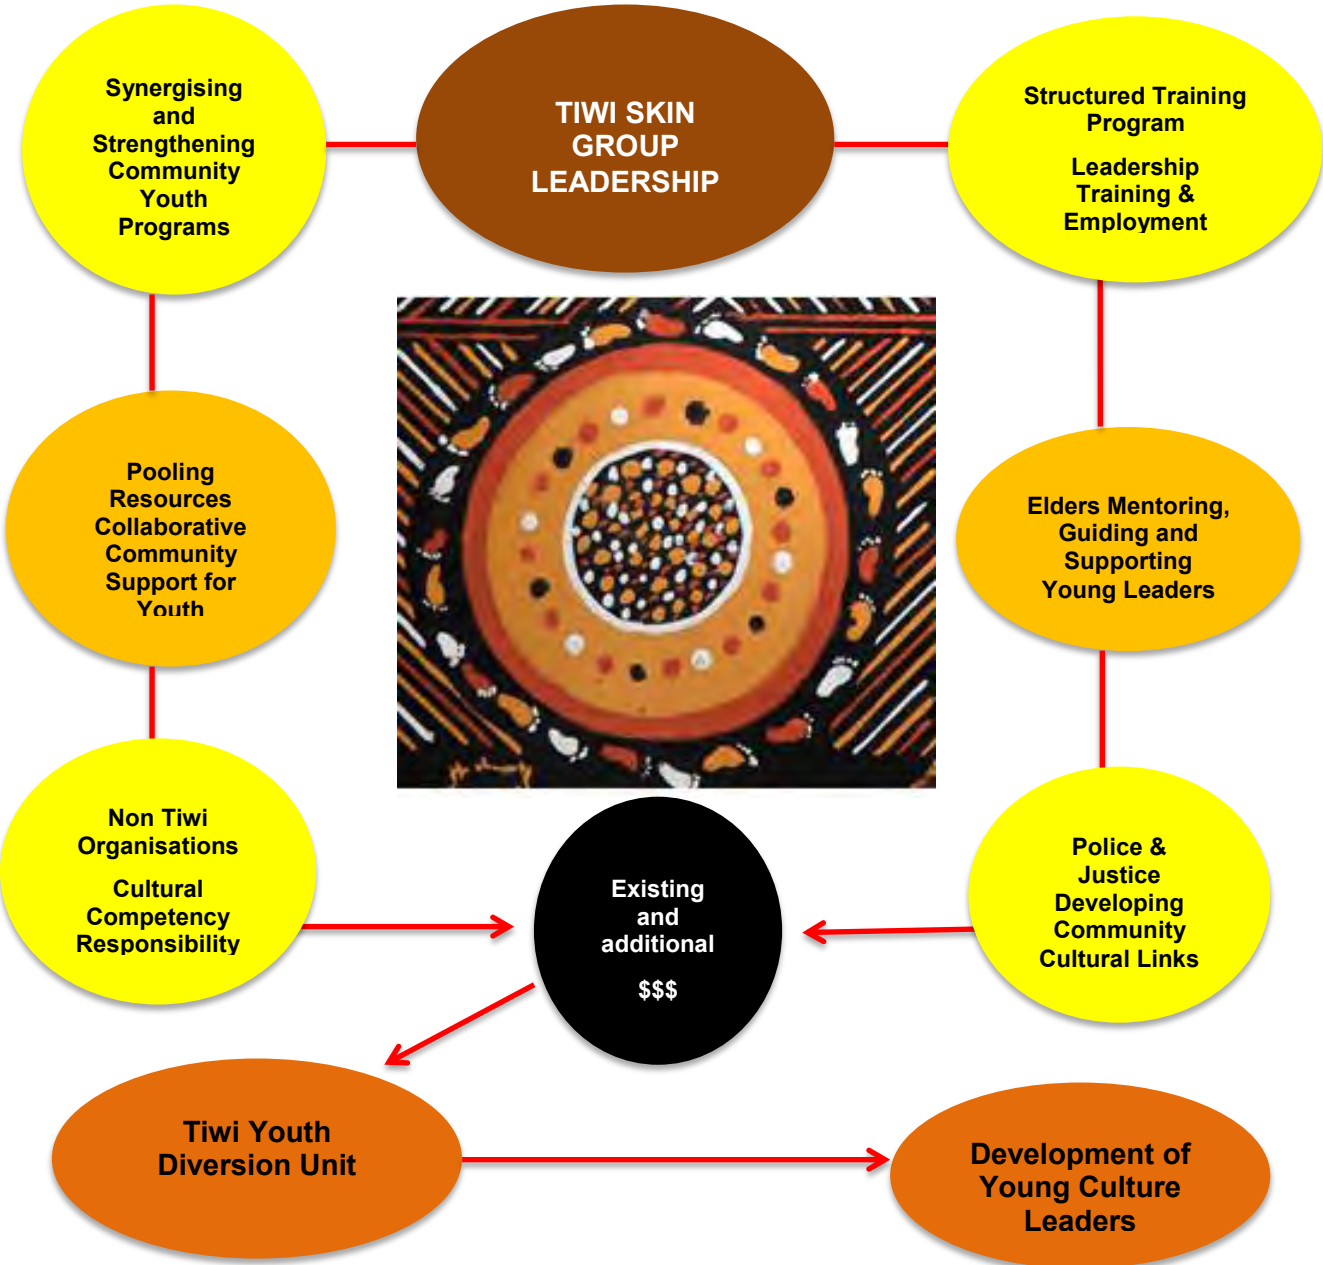 Synergising
and
Strengthening
Community
Youth
Programs
TIWI SKIN
GROUP
LEADERSHIP
Structured Training
Program
Leadership
Training &
Employment
Pooling
Resources
Collaborative
Community
Support for
Youth
Elders Mentoring,
Guiding and
Supporting
Young Leaders
Non Tiwi
Organisations
Cultural
Competency
Responsibility
Existing
and
additional
$$$
Police &
Justice
Developing
Community
Cultural Links
Tiwi Youth
Diversion Unit
Development of
Young Culture
Leaders